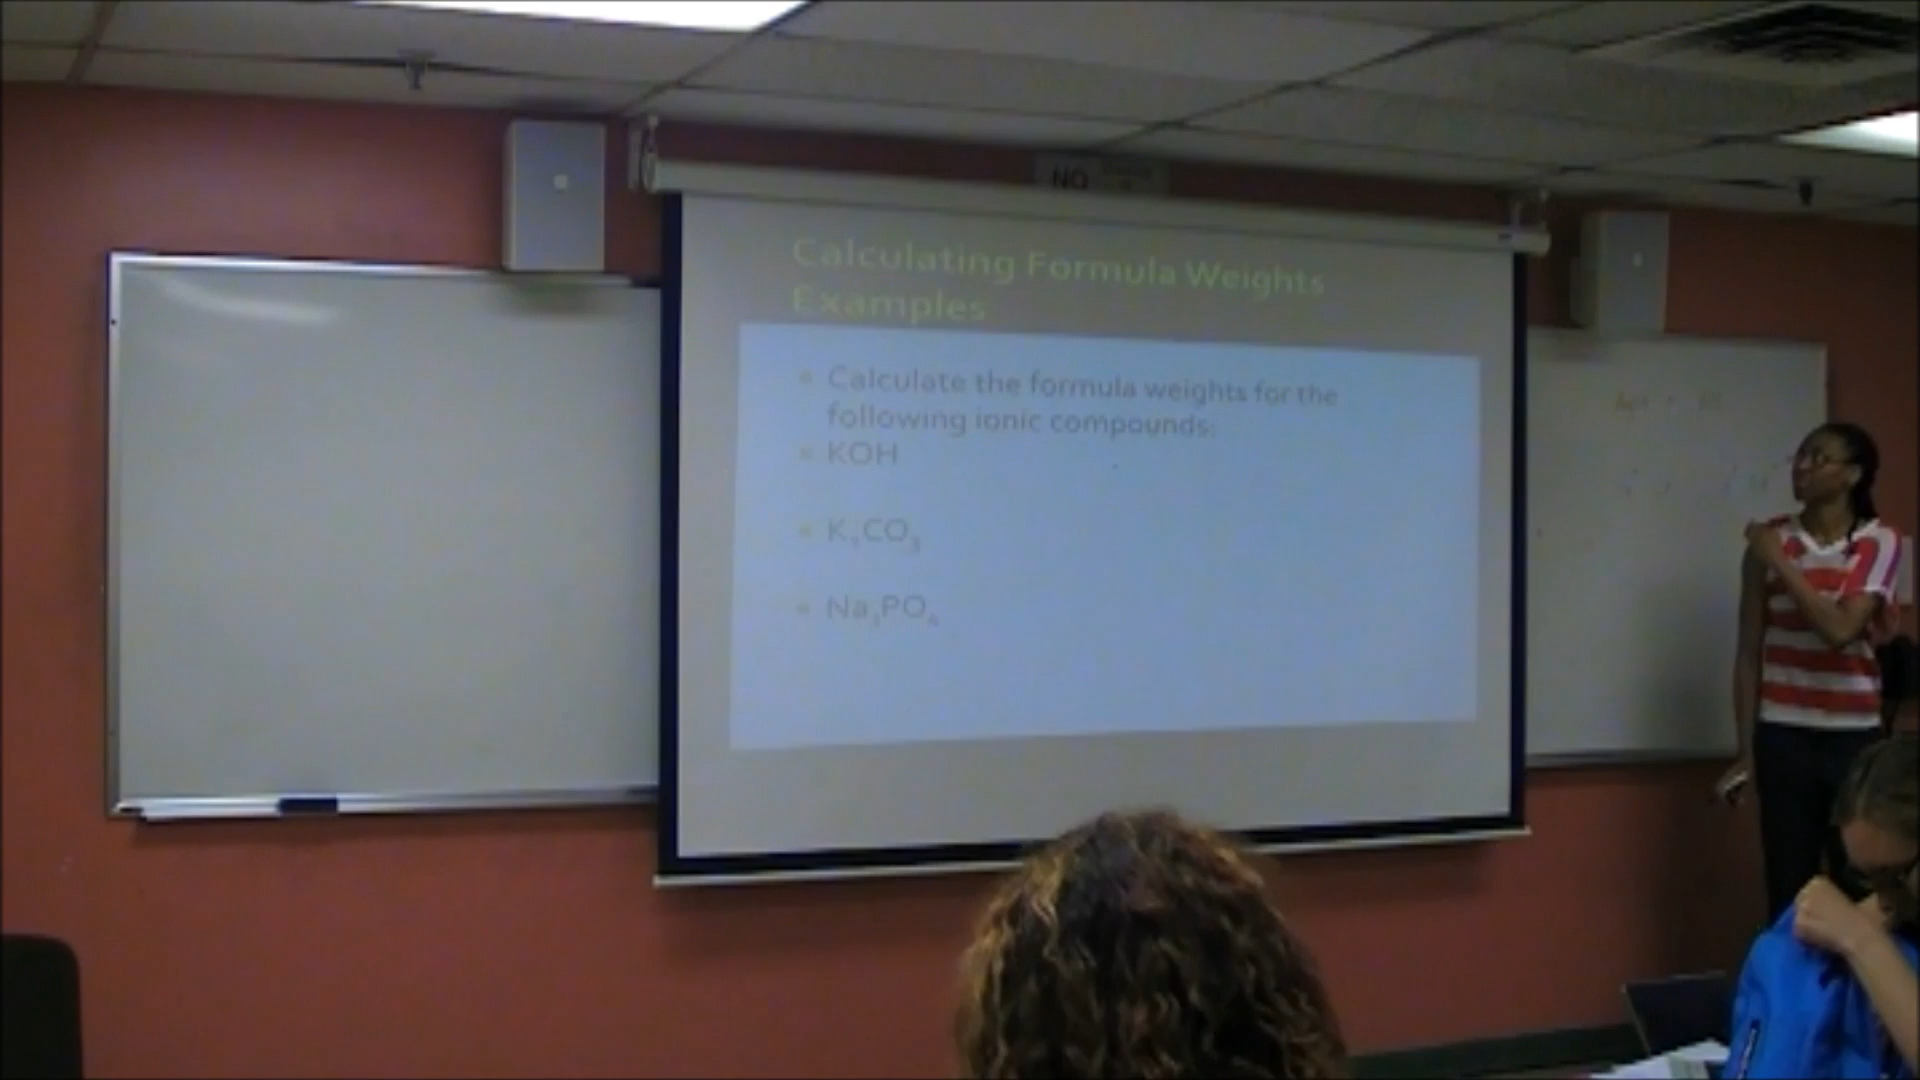 NO
Calculating Formula Weights
Examples
• Calculate the formula weights for the
following ionic compounds:
• KOH
• K₂CO₃
• Na₃PO₄